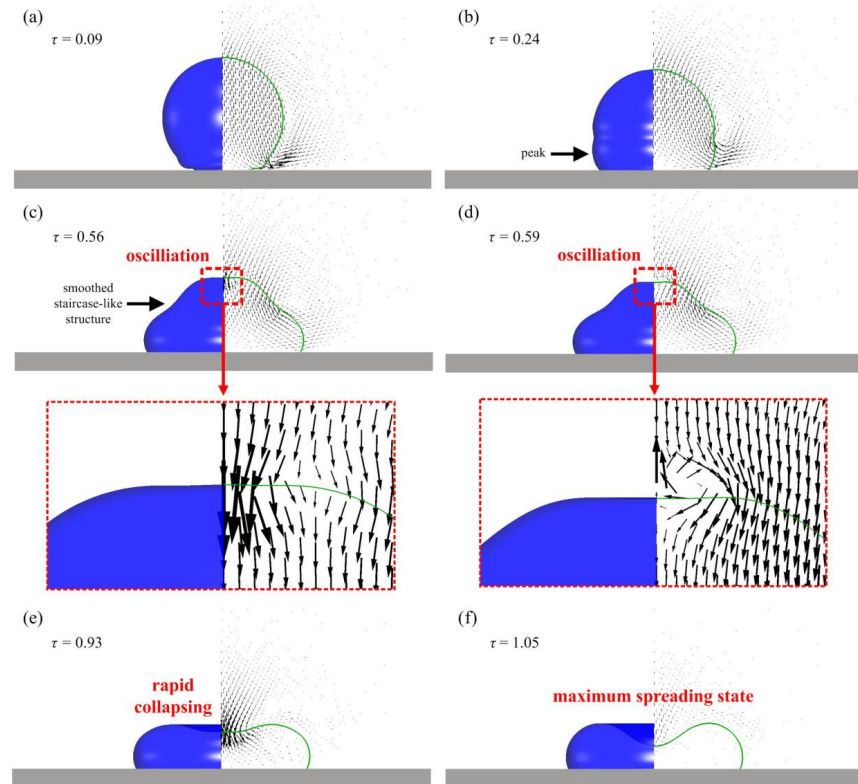 (a)
τ = 0.09
(b)
τ = 0.24
peak
(c)
τ = 0.56
oscilliation
smoothed
staircase-like
structure
(d)
τ = 0.59
oscilliation
(e)
τ = 0.93
rapid
collapsing
(f)
τ = 1.05
maximum spreading state